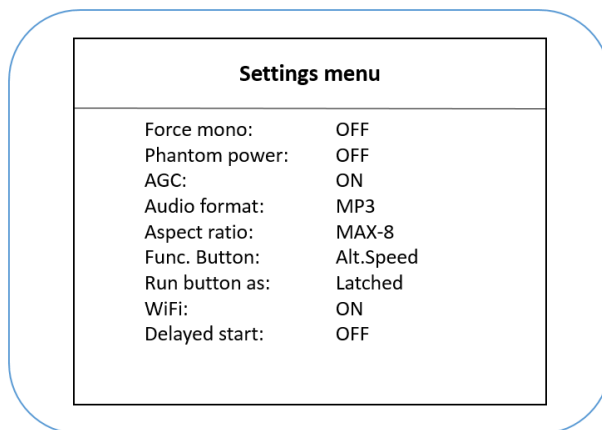 Settings menu
Force mono: OFF
Phantom power: OFF
AGC: ON
Audio format: MP3
Aspect ratio: MAX-8
Func. Button: Alt.Speed
Run button as: Latched
WiFi: ON
Delayed start: OFF